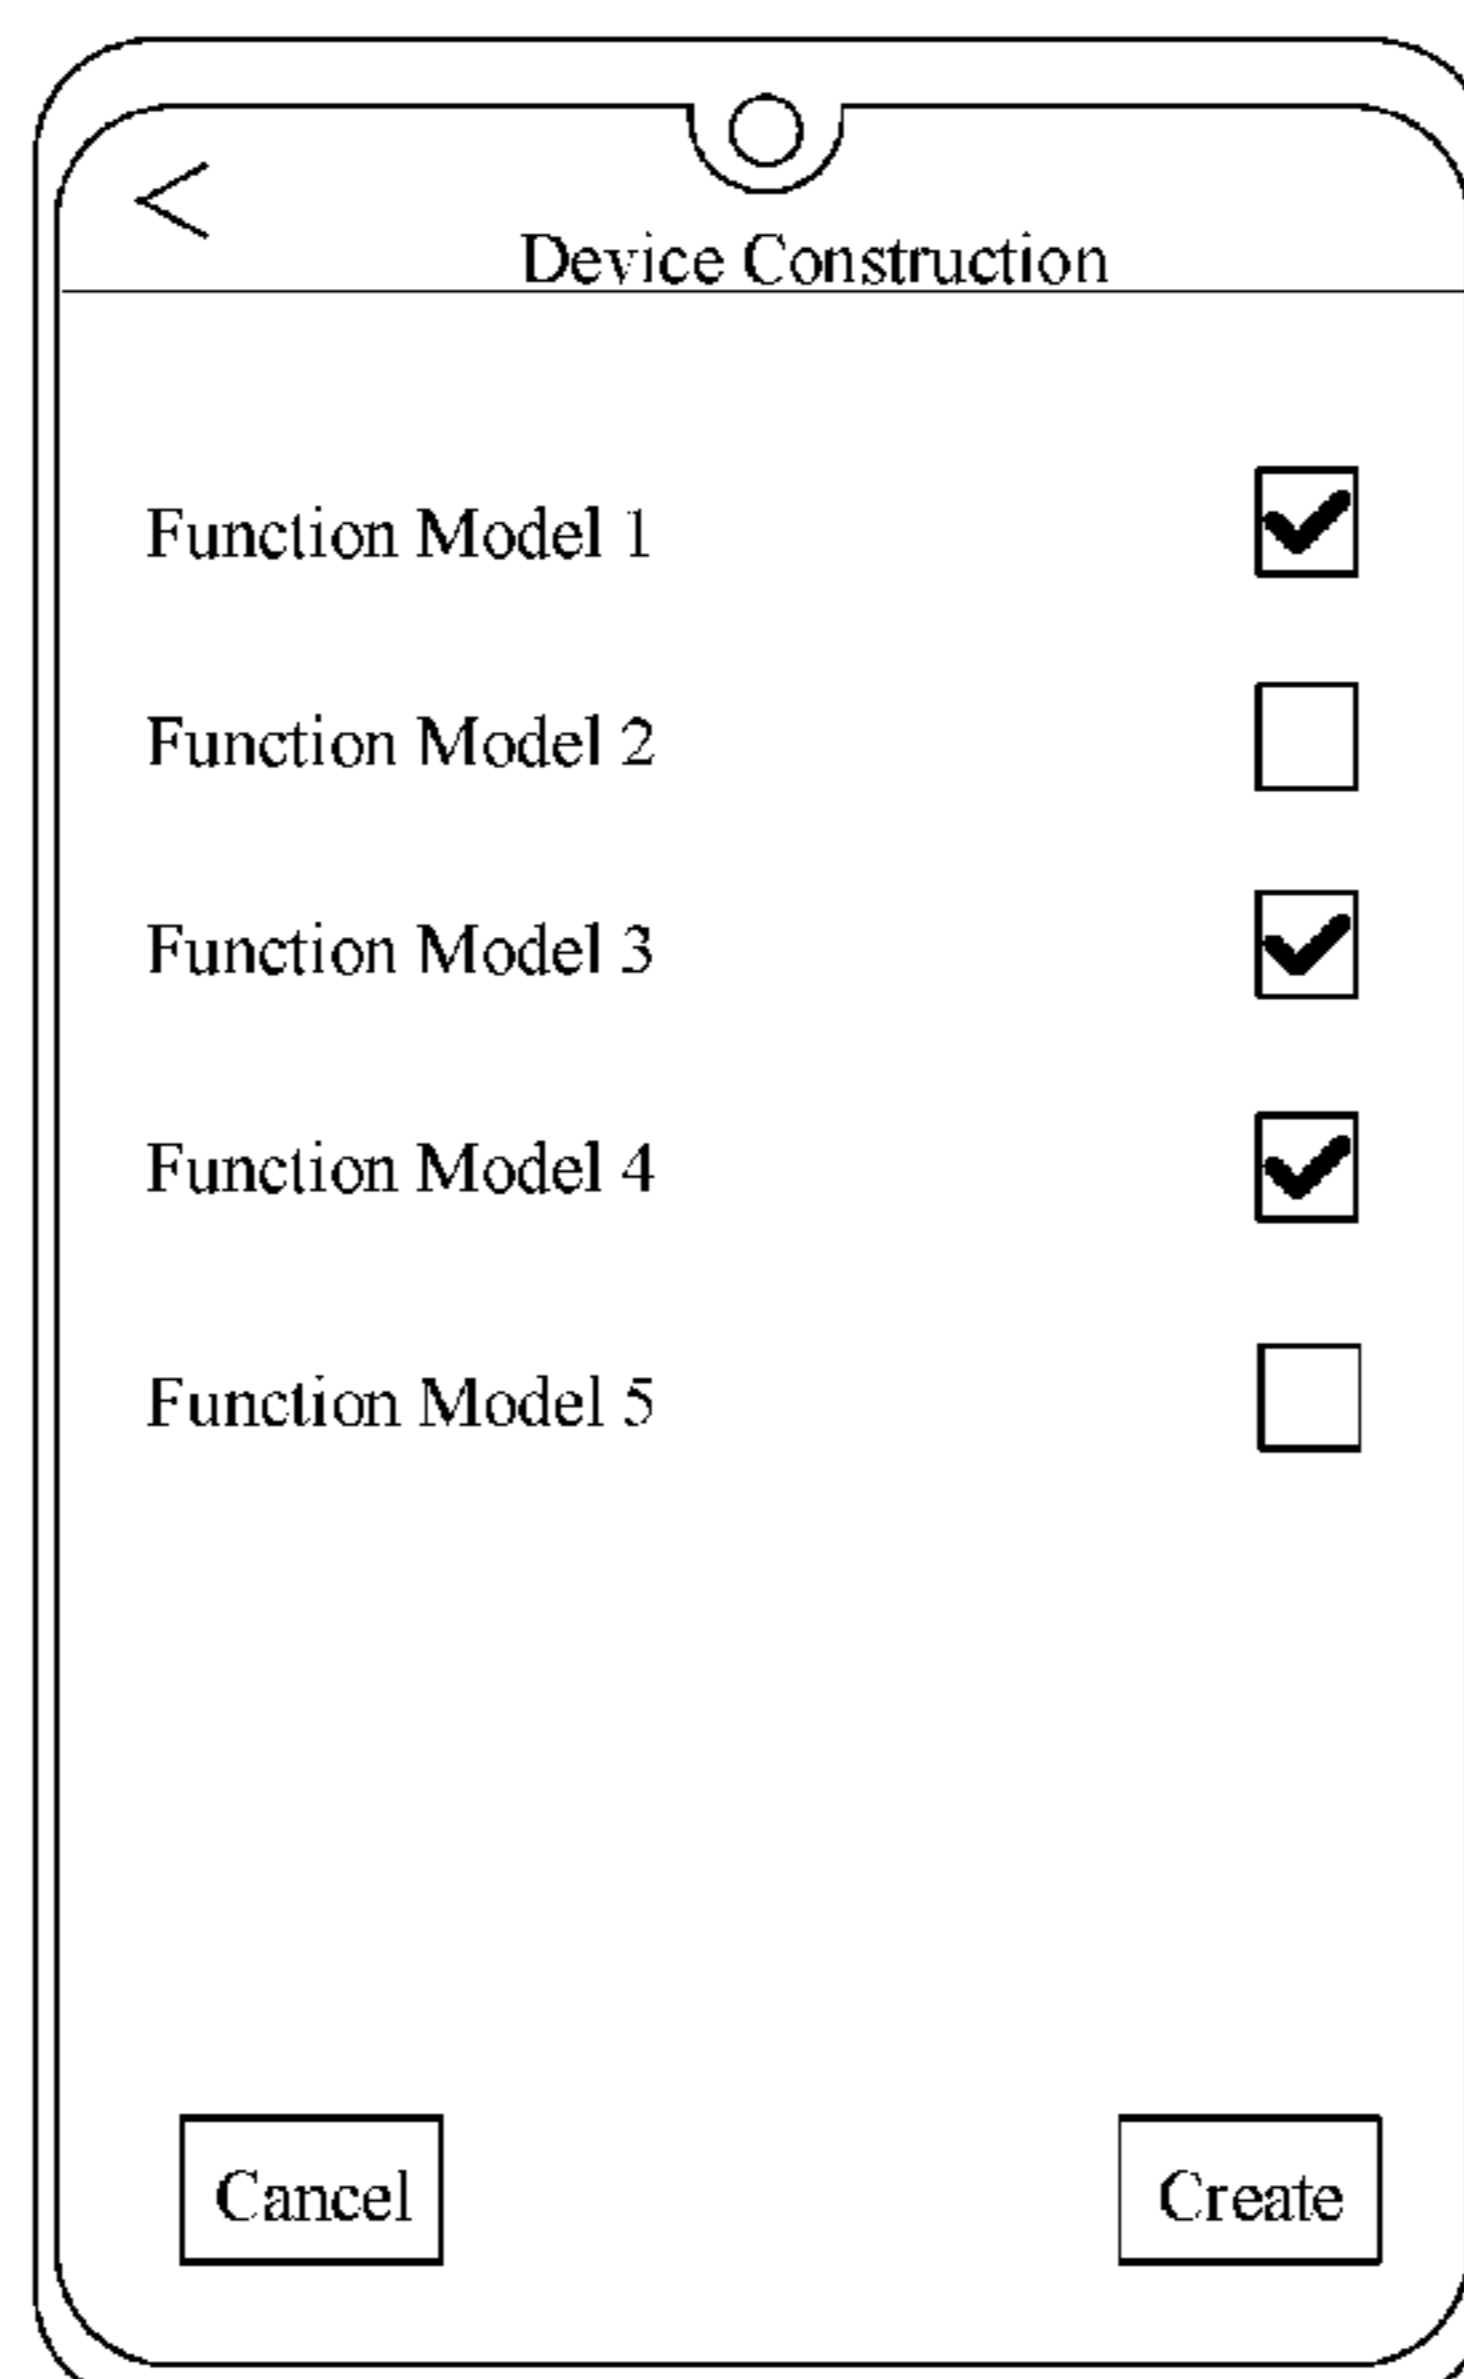 Device Construction
Function Model 1
Function Model 2
Function Model 3
Function Model 4
Function Model 5
Cancel
Create